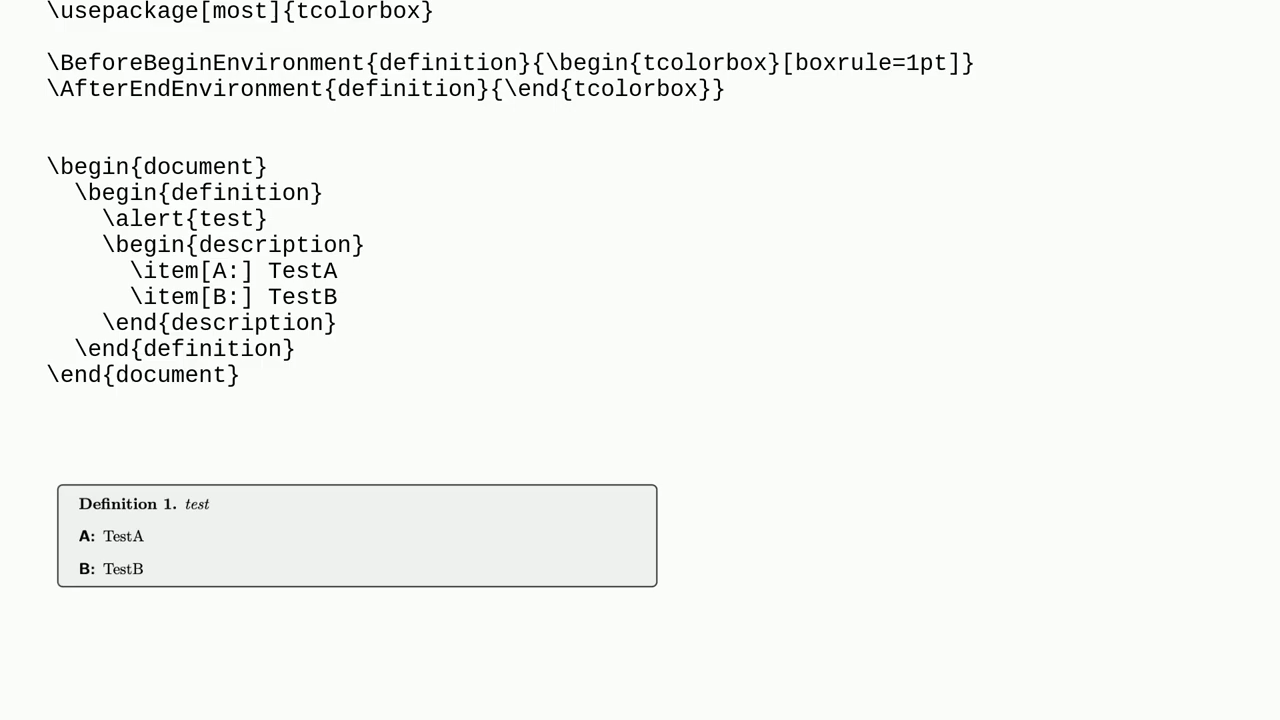 \usepackage[most]{tcolorbox}
\BeforeBeginEnvironment{definition}{\begin{tcolorbox}[boxrule=1pt]}
\AfterEndEnvironment{definition}{\end{tcolorbox}}
\begin{document}
\begin{definition}
\alert{test}
\begin{description}
\item[A:] TestA
\item[B:] TestB
\end{description}
\end{definition}
\end{document}
Definition 1. test
A: TestA
B: TestB